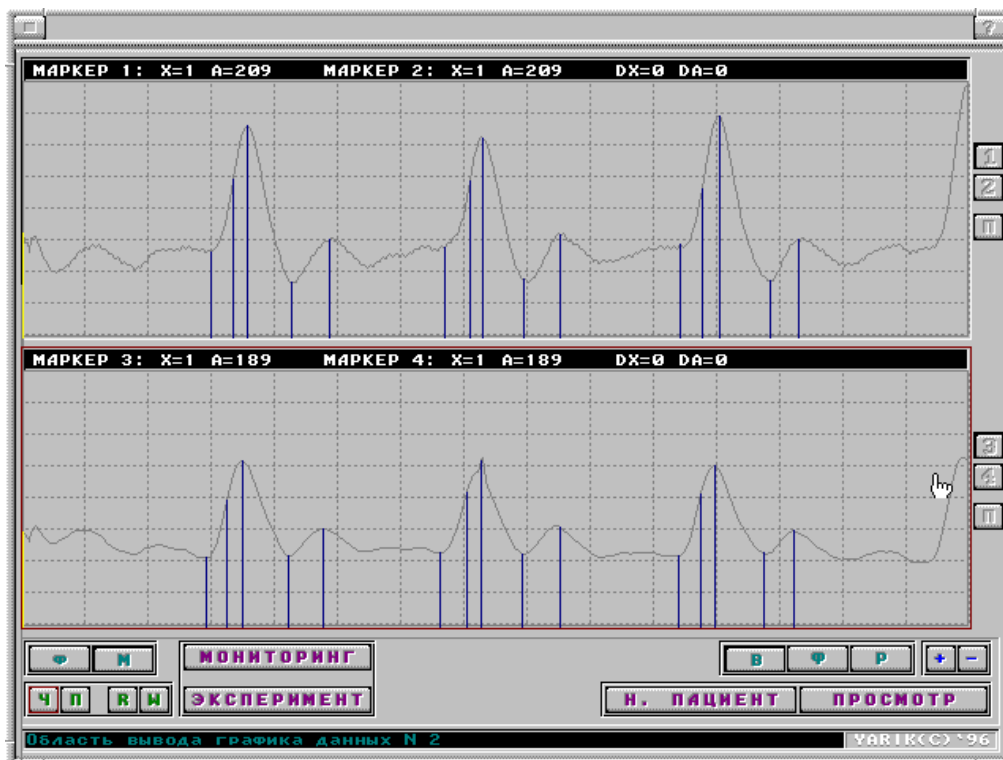 ?
МАРКЕР 1: X=1 A=209 МАРКЕР 2: X=1 A=209 DX=0 DA=0
1
2
П
МАРКЕР 3: X=1 A=189 МАРКЕР 4: X=1 A=189 DX=0 DA=0
3
4
П
Ф М МОНИТОРИНГ В Ф Р + -
Ч П R W ЭКСПЕРИМЕНТ Н. ПАЦИЕНТ ПРОСМОТР
Область вывода графика данных N 2 YARIK(C)'96